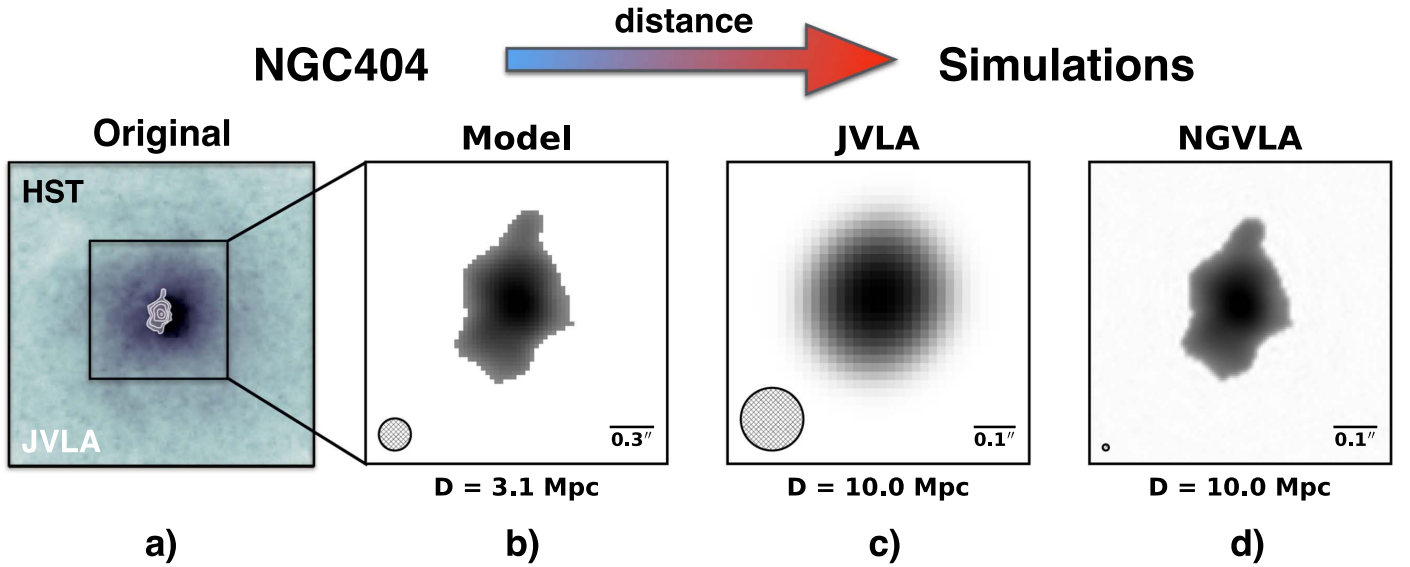 distance
NGC404
Simulations
Original
Model
JVLA
NGVLA
HST
JVLA
0.3″
0.1″
0.1″
D = 3.1 Mpc
D = 10.0 Mpc
D = 10.0 Mpc
a)
b)
c)
d)